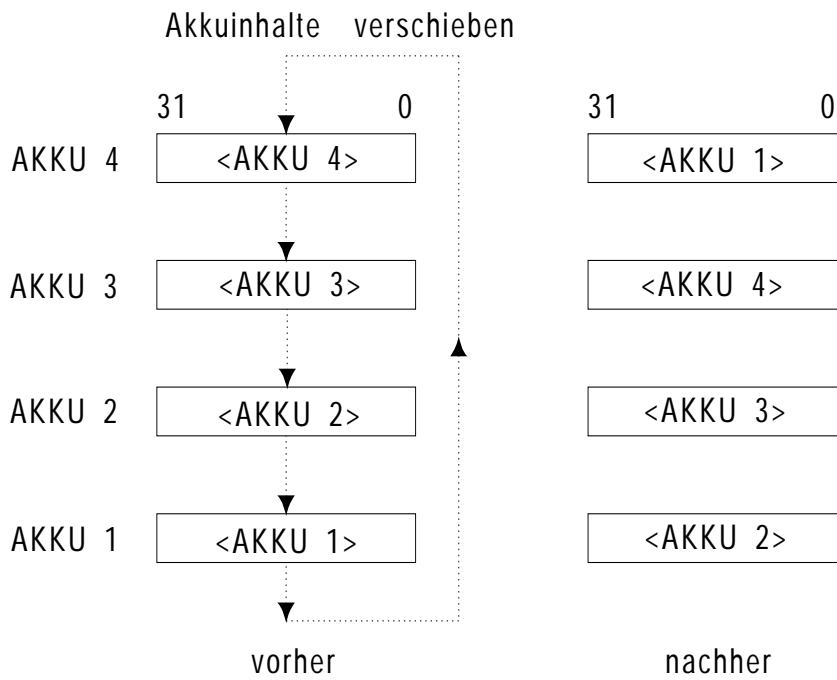 Akkuinhalte verschieben
31 0 31 0
AKKU 4 <AKKU 4> <AKKU 1>
AKKU 3 <AKKU 3> <AKKU 4>
AKKU 2 <AKKU 2> <AKKU 3>
AKKU 1 <AKKU 1> <AKKU 2>
vorher nachher